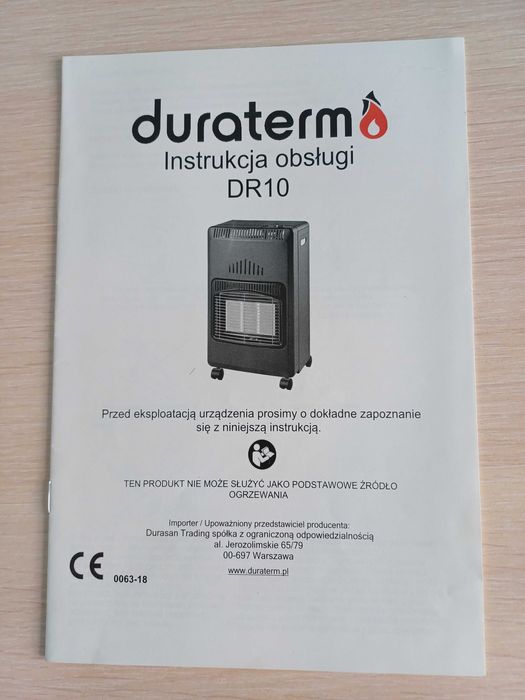 duraterm
Instrukcja obsługi
DR10
Przed eksploatacją urządzenia prosimy o dokładne zapoznanie
się z niniejszą instrukcją.
TEN PRODUKT NIE MOŻE SŁUŻYĆ JAKO PODSTAWOWE ŹRÓDŁO
OGRZEWANIA
Importer / Upoważniony przedstawiciel producenta:
Durasan Trading spółka z ograniczoną odpowiedzialnością
al. Jerozolimskie 65/79
00-697 Warszawa
www.duraterm.pl
CE 0063-18